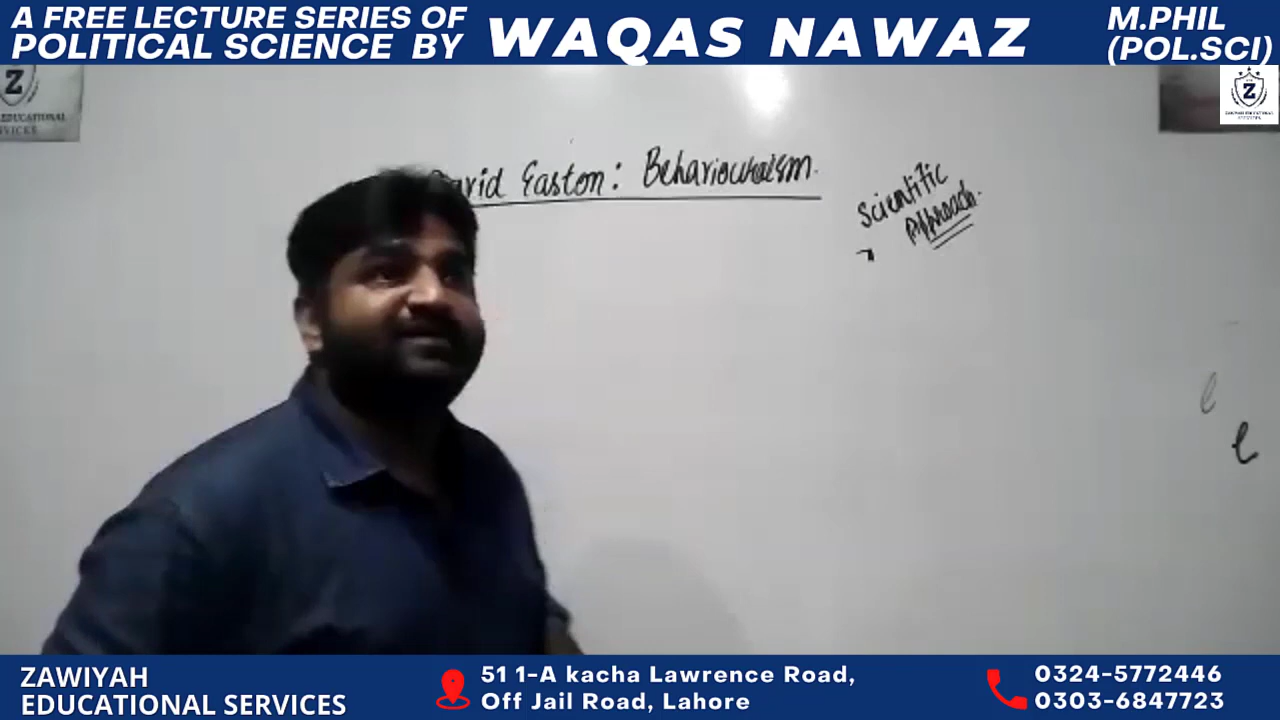 A FREE LECTURE SERIES OF
POLITICAL SCIENCE BY
WAQAS NAWAZ
M.PHIL
(POL.SCI)
Z
EDUCATIONAL
Z
David Easton: Behaviouralism.
Scientific
Approach.
e
e
ZAWIYAH
EDUCATIONAL SERVICES
51 1-A kacha Lawrence Road,
Off Jail Road, Lahore
0324-5772446
0303-6847723